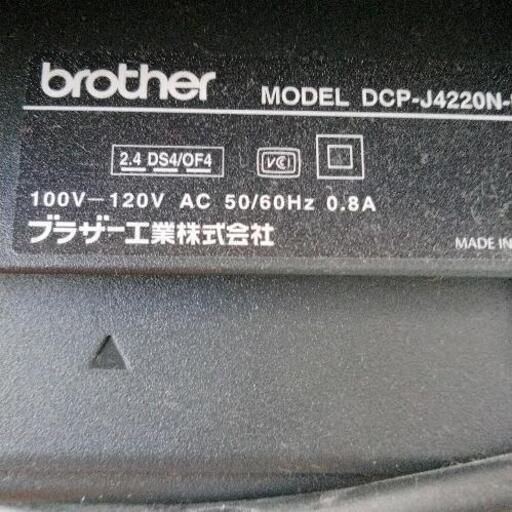 brother
MODEL DCP-J4220N-
2.4 DS4/OF4
VCI
100V-120V AC 50/60Hz 0.8A
ブラザー工業株式会社
MADE IN